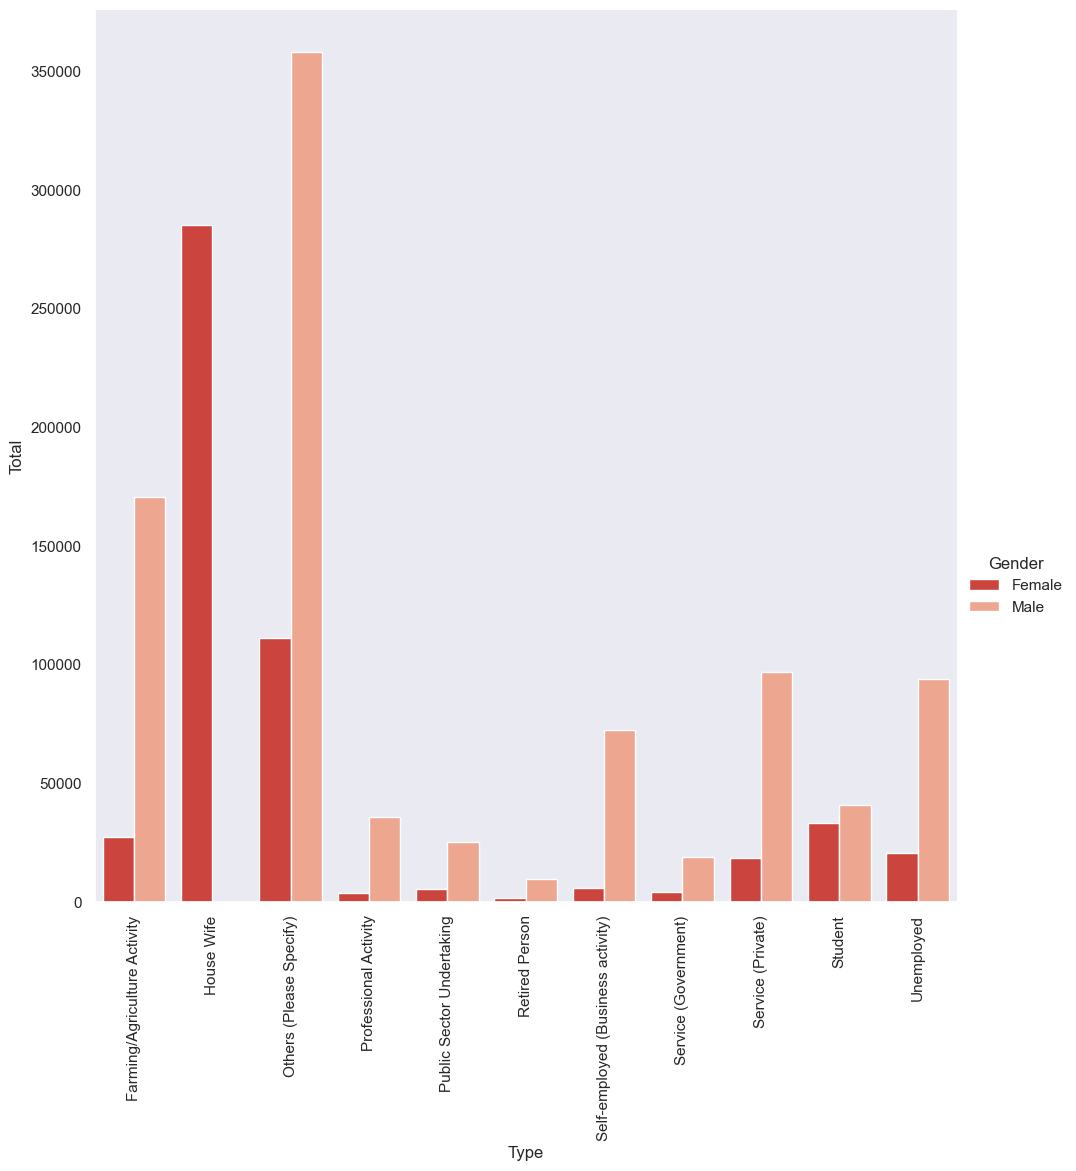 350000
300000
250000
200000
150000
100000
50000
0
Total
Farming/Agriculture Activity
House Wife
Others (Please Specify)
Professional Activity
Public Sector Undertaking
Retired Person
Self-employed (Business activity)
Service (Government)
Service (Private)
Student
Unemployed
Type
Gender
Female
Male